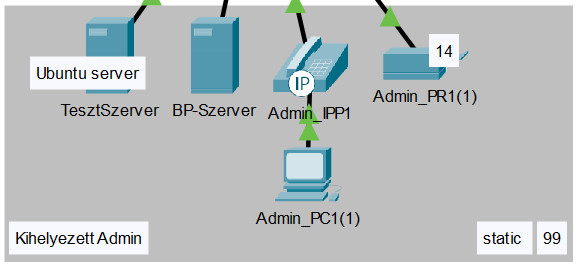 14
Ubuntu server
IP
TesztSzerver
BP-Szerver
Admin_IPP1
Admin_PR1(1)
Admin_PC1(1)
Kihelyezett Admin
static
99